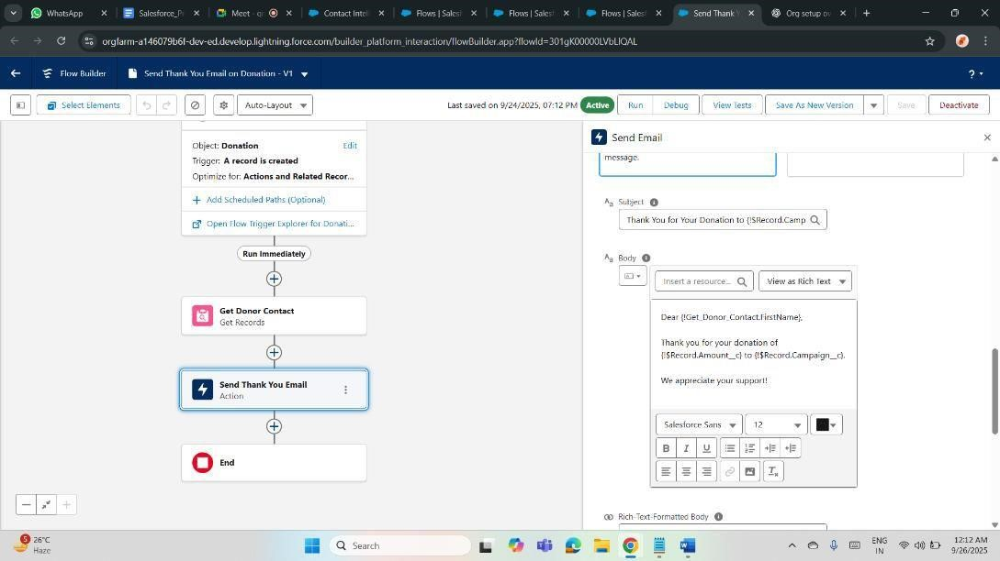 WhatsApp
Salesforce_Pr
Meet - qr
Contact Intell
Flows | Salesf
Flows | Salesf
Flows | Salesf
Send Thank Y
Org setup ov
orgfarm-a146079b6f-dev-ed.develop.lightning.force.com/builder_platform_interaction/flowBuilder.app?flowId=301gK00000LVbLIQAL
Flow Builder
Send Thank You Email on Donation - V1
?
Select Elements
Auto-Layout
Last saved on 9/24/2025, 07:12 PM
Active
Run
Debug
View Tests
Save As New Version
Save
Deactivate
Object: Donation
Edit
Trigger: A record is created
Optimize for: Actions and Related Recor...
Add Scheduled Paths (Optional)
Open Flow Trigger Explorer for Donati...
Run Immediately
Get Donor Contact
Get Records
Send Thank You Email
Action
End
Send Email
message.
Aa Subject
Thank You for Your Donation to {!$Record.Camp
Aa Body
Insert a resource...
View as Rich Text
Dear {!Get_Donor_Contact.FirstName},
Thank you for your donation of
{!$Record.Amount__c} to {!$Record.Campaign__c}.
We appreciate your support!
Salesforce Sans
12
B I U
Rich-Text-Formatted Body
5
26°C
Haze
Search
ENG
IN
12:12 AM
9/26/2025